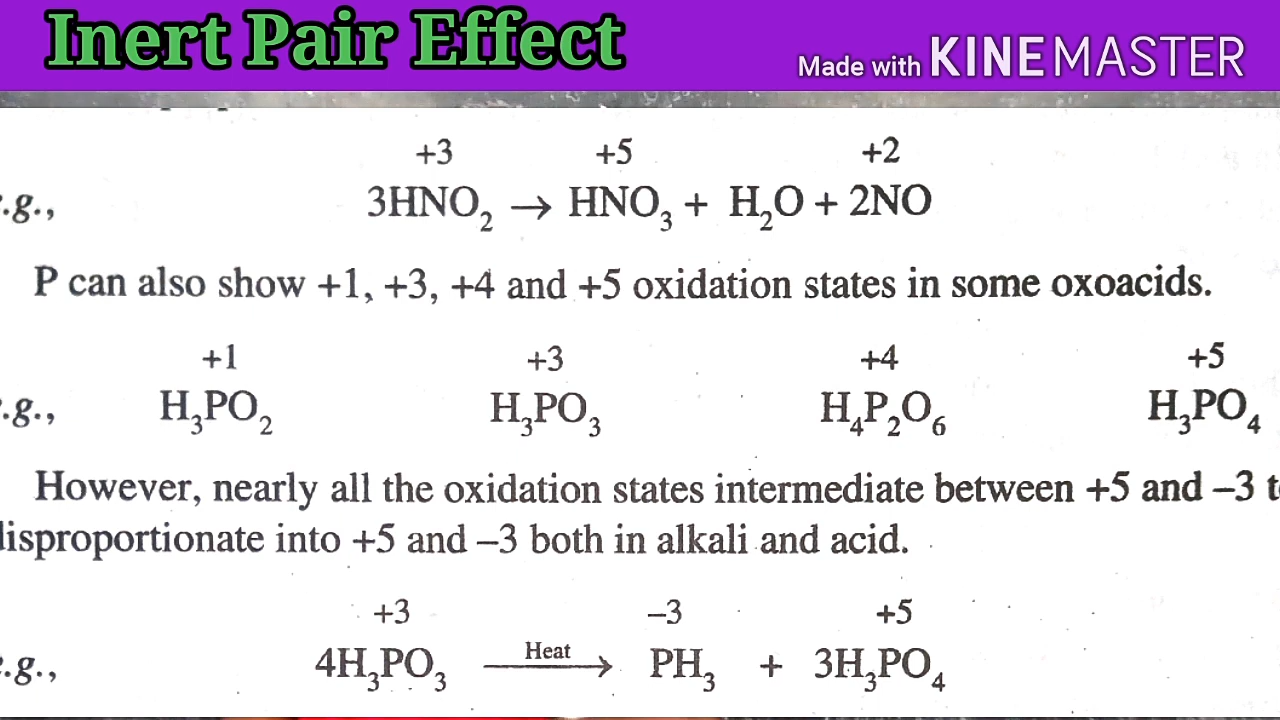 Inert Pair Effect
Made with KINEMASTER
+3 +5 +2
.g., 3HNO₂ → HNO₃ + H₂O + 2NO
P can also show +1, +3, +4 and +5 oxidation states in some oxoacids.
+1 +3 +4 +5
.g., H₃PO₂ H₃PO₃ H₄P₂O₆ H₃PO₄
However, nearly all the oxidation states intermediate between +5 and –3 t
disproportionate into +5 and –3 both in alkali and acid.
+3 –3 +5
Heat
.g., 4H₃PO₃ ⟶ PH₃ + 3H₃PO₄